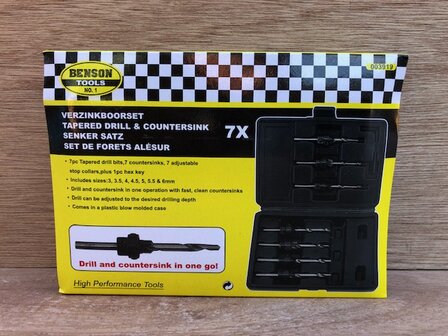 BENSON
TOOLS
NO. 1
003919
VERZINKBOORSET
TAPERED DRILL & COUNTERSINK
SENKER SATZ
SET DE FORETS ALÉSUR
7X
• 7pc Tapered drill bits,7 countersinks, 7 adjustable
stop collars,plus 1pc hex key
• Includes sizes:3, 3.5, 4, 4.5, 5, 5.5 & 6mm
• Drill and countersink in one operation with fast, clean countersinks
• Drill can be adjusted to the desired drilling depth
• Comes in a plastic blow molded case
Drill and countersink in one go!
High Performance Tools